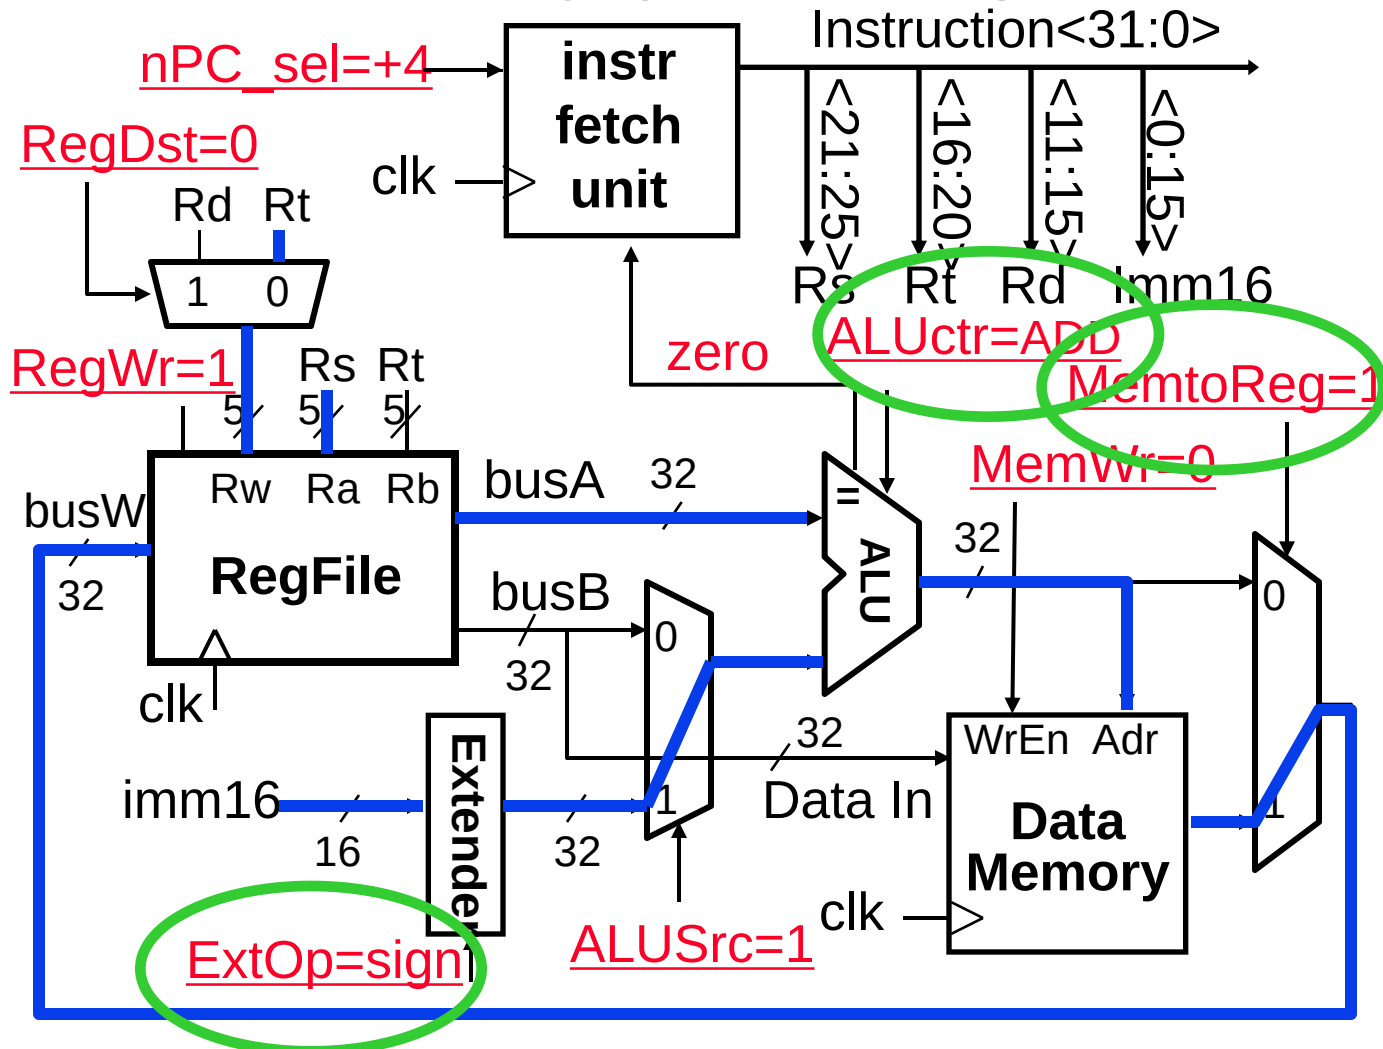 Instruction<31:0>
nPC_sel=+4
instr
fetch
unit
clk
<21:25>
<16:20>
<11:15>
<0:15>
RegDst=0
Rd Rt
1 0
Rs Rt Rd Imm16
zero
ALUctr=ADD
MemtoReg=1
RegWr=1
Rs Rt
5 5 5
MemWr=0
Rw Ra Rb
busA 32
=
ALU
busW
32
RegFile
clk
busB
32
0
1
32
0
1
32
Data In
WrEn Adr
Data
Memory
clk
imm16
16
Extender
32
ExtOp=sign
ALUSrc=1